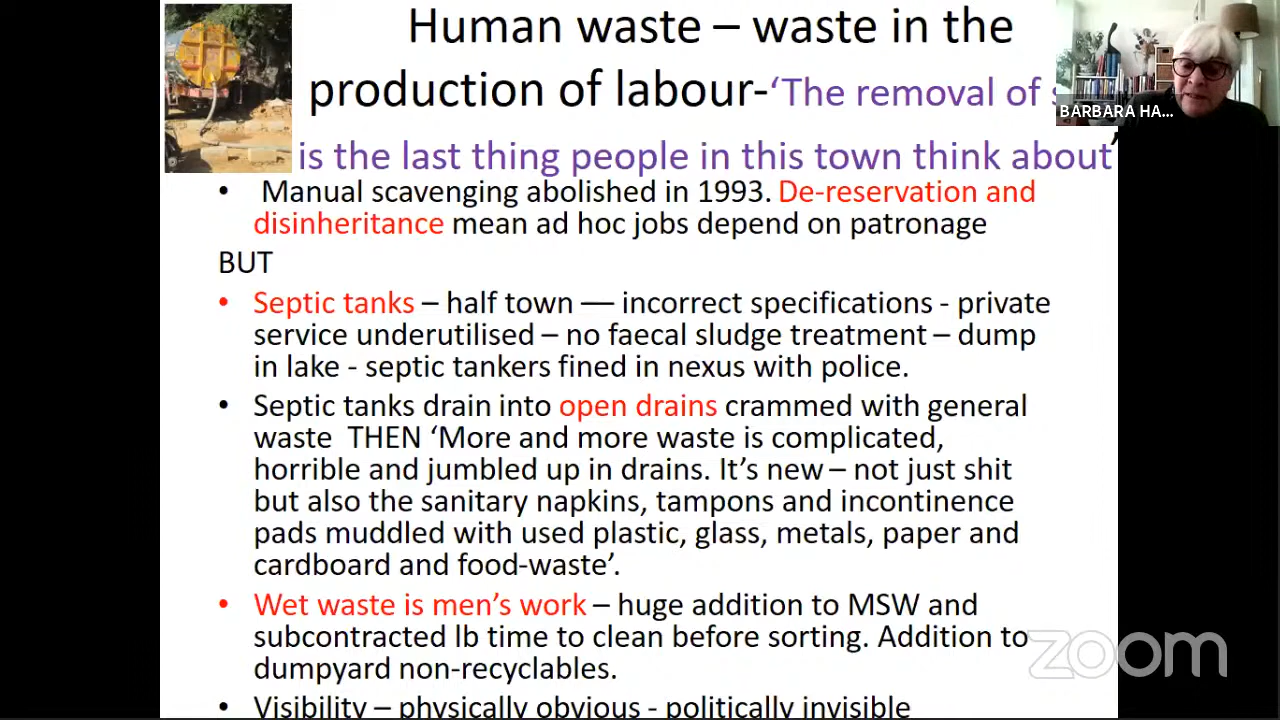 Human waste – waste in the
production of labour-‘The removal of
is the last thing people in this town think about’
BARBARA HA...
• Manual scavenging abolished in 1993. De-reservation and
disinheritance mean ad hoc jobs depend on patronage
BUT
• Septic tanks – half town –– incorrect specifications - private
service underutilised – no faecal sludge treatment – dump
in lake - septic tankers fined in nexus with police.
• Septic tanks drain into open drains crammed with general
waste THEN ‘More and more waste is complicated,
horrible and jumbled up in drains. It’s new – not just shit
but also the sanitary napkins, tampons and incontinence
pads muddled with used plastic, glass, metals, paper and
cardboard and food-waste’.
• Wet waste is men’s work – huge addition to MSW and
subcontracted lb time to clean before sorting. Addition to
dumpyard non-recyclables.
• Visibility – physically obvious - politically invisible
zoom